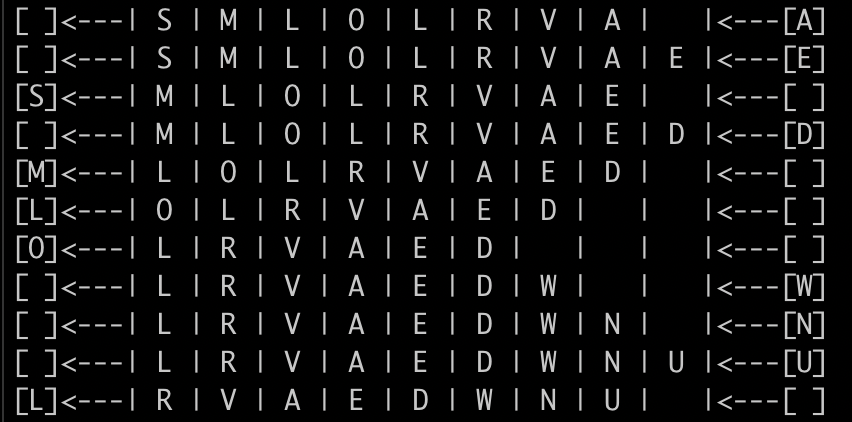 [ ]<---| S | M | L | O | L | R | V | A |   |<---[A]
[ ]<---| S | M | L | O | L | R | V | A | E |<---[E]
[S]<---| M | L | O | L | R | V | A | E |   |<---[ ]
[ ]<---| M | L | O | L | R | V | A | E | D |<---[D]
[M]<---| L | O | L | R | V | A | E | D |   |<---[ ]
[L]<---| O | L | R | V | A | E | D |   |   |<---[ ]
[O]<---| L | R | V | A | E | D |   |   |   |<---[ ]
[ ]<---| L | R | V | A | E | D | W |   |   |<---[W]
[ ]<---| L | R | V | A | E | D | W | N |   |<---[N]
[ ]<---| L | R | V | A | E | D | W | N | U |<---[U]
[L]<---| R | V | A | E | D | W | N | U |   |<---[ ]